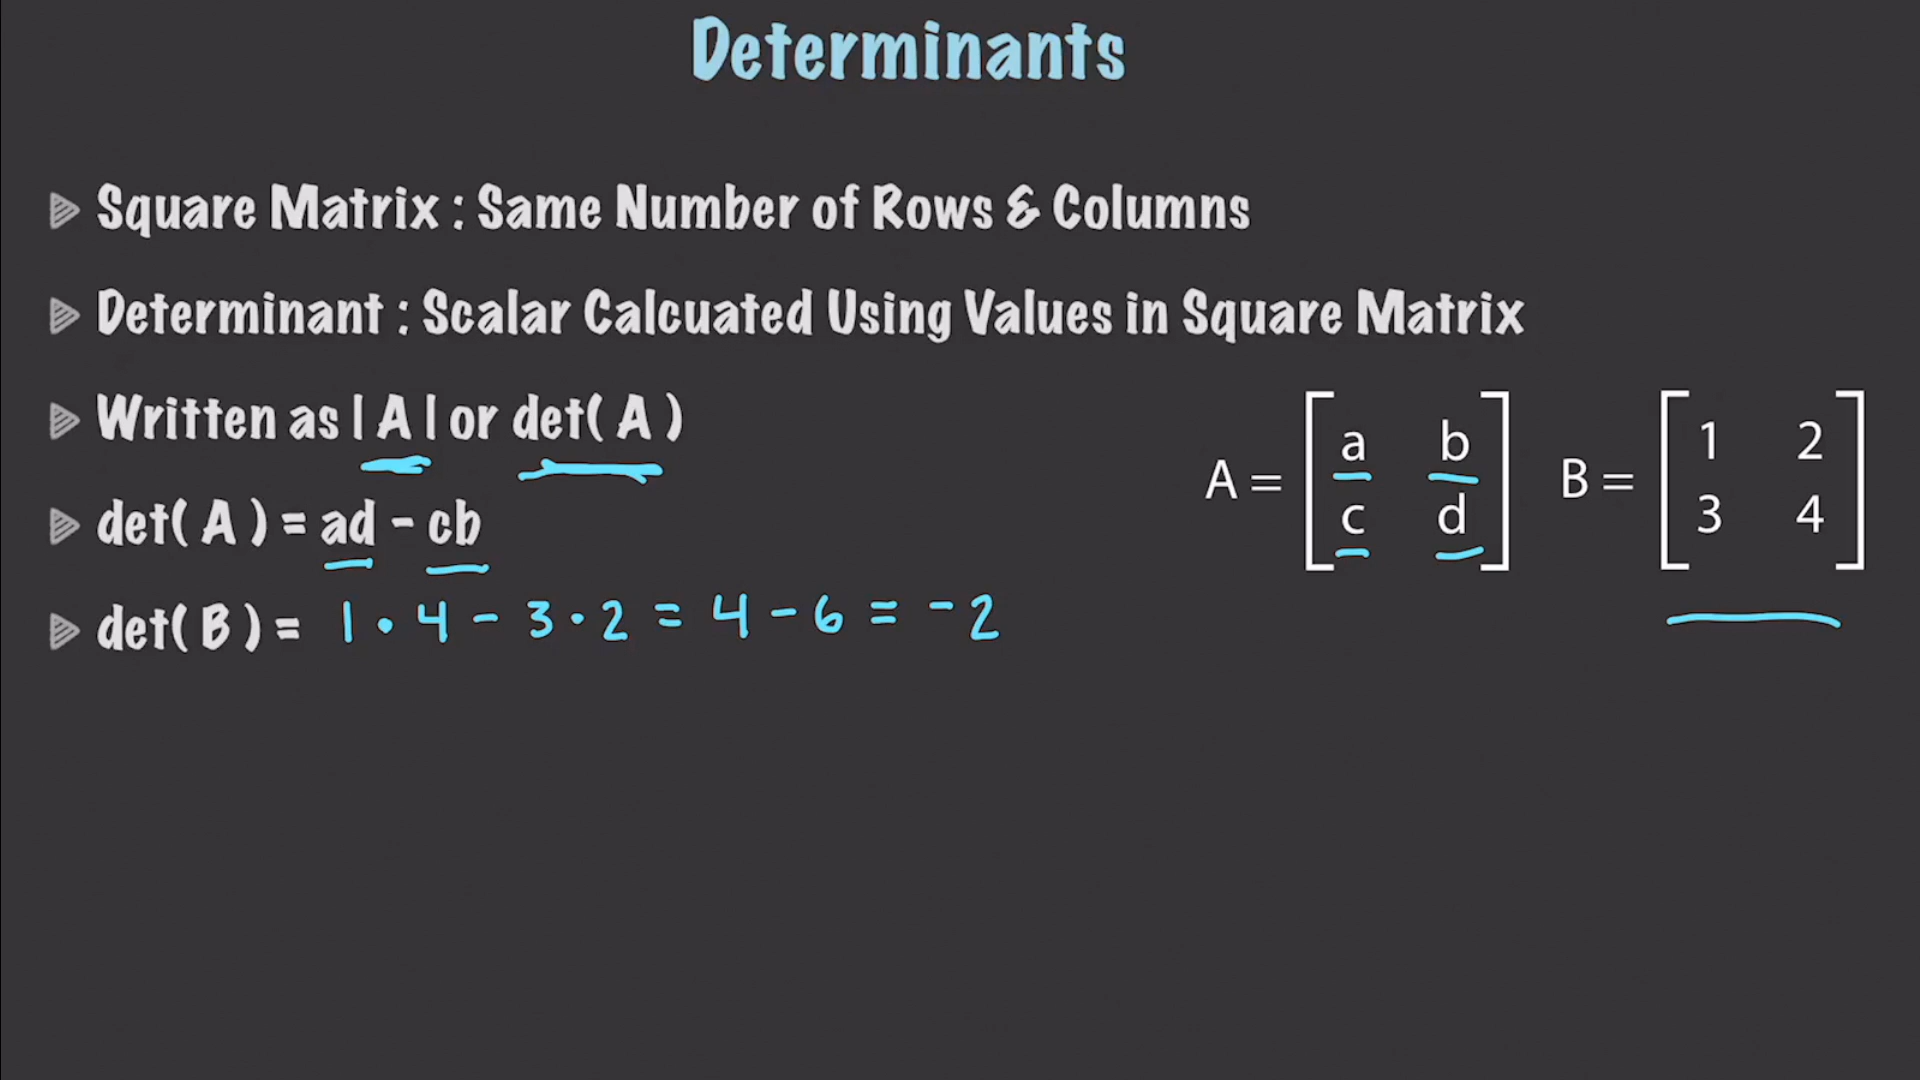 Determinants
Square Matrix : Same Number of Rows & Columns
Determinant : Scalar Calcuated Using Values in Square Matrix
Written as | A | or det( A )
det( A ) = ad - cb
det( B ) = 1 · 4 - 3 · 2 = 4 - 6 = -2
A = [ a b
c d ]
B = [ 1 2
3 4 ]